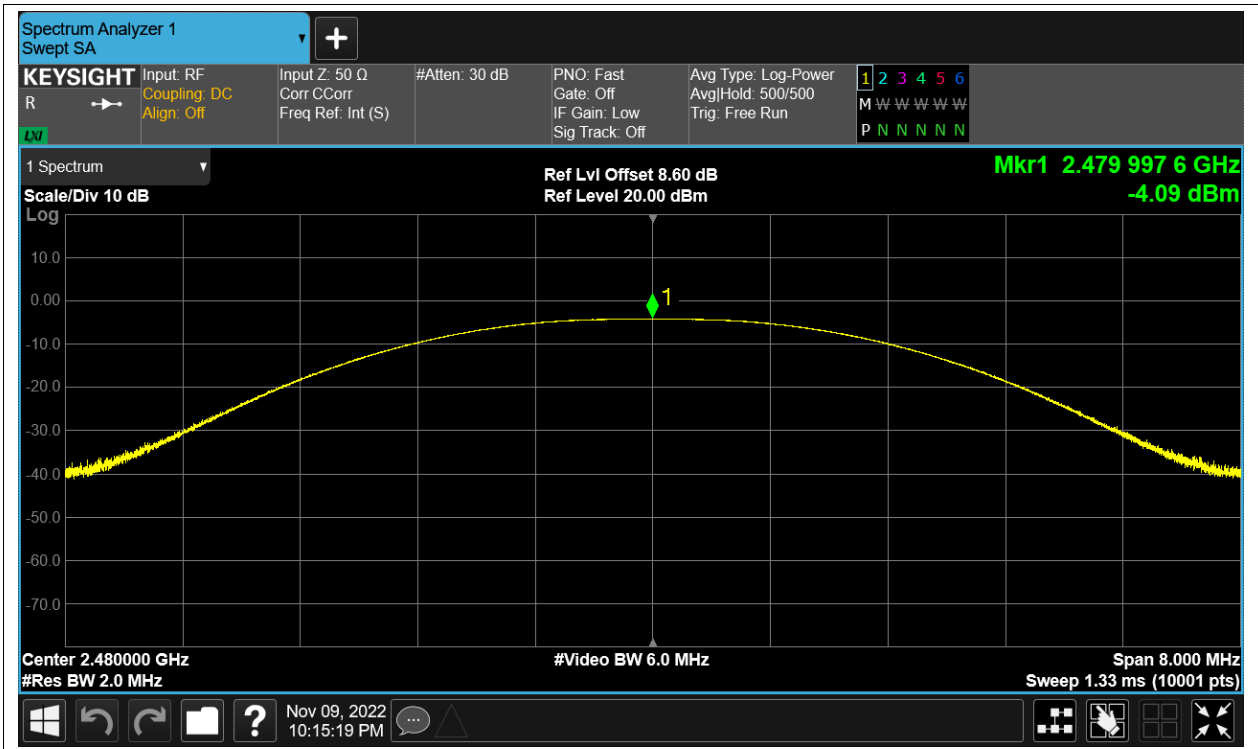 Spectrum Analyzer 1
Swept SA
KEYSIGHT
R
LXI
Input: RF
Coupling: DC
Align: Off
Input Z: 50 Ω
Corr CCorr
Freq Ref: Int (S)
#Atten: 30 dB
PNO: Fast
Gate: Off
IF Gain: Low
Sig Track: Off
Avg Type: Log-Power
Avg|Hold: 500/500
Trig: Free Run
1 2 3 4 5 6
M W W W W W
P N N N N N
1 Spectrum
Scale/Div 10 dB
Log
Ref Lvl Offset 8.60 dB
Ref Level 20.00 dBm
Mkr1 2.479 997 6 GHz
-4.09 dBm
10.0
0.00
1
-10.0
-20.0
-30.0
-40.0
-50.0
-60.0
-70.0
Center 2.480000 GHz
#Res BW 2.0 MHz
#Video BW 6.0 MHz
Span 8.000 MHz
Sweep 1.33 ms (10001 pts)
?
Nov 09, 2022
10:15:19 PM